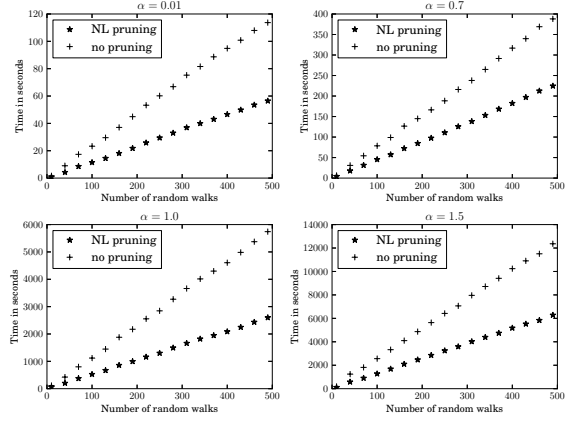 α = 0.01
120
100
80
60
40
20
0
Time in seconds
NL pruning
no pruning
0 100 200 300 400 500
Number of random walks
α = 0.7
400
350
300
250
200
150
100
50
0
Time in seconds
NL pruning
no pruning
0 100 200 300 400 500
Number of random walks
α = 1.0
6000
5000
4000
3000
2000
1000
0
Time in seconds
NL pruning
no pruning
0 100 200 300 400 500
Number of random walks
α = 1.5
14000
12000
10000
8000
6000
4000
2000
0
Time in seconds
NL pruning
no pruning
0 100 200 300 400 500
Number of random walks